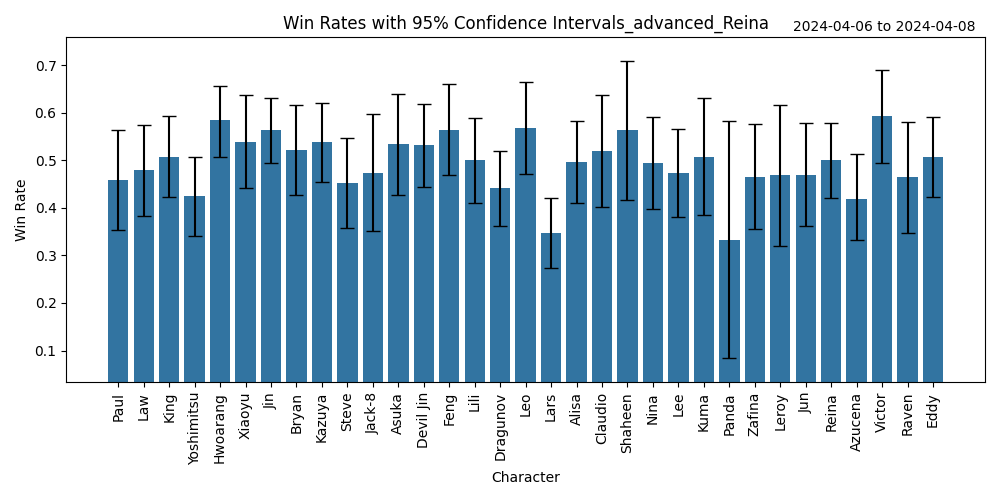 Win Rates with 95% Confidence Intervals_advanced_Reina
2024-04-06 to 2024-04-08
Win Rate
0.7
0.6
0.5
0.4
0.3
0.2
0.1
Paul
Law
King
Yoshimitsu
Hwoarang
Xiaoyu
Jin
Bryan
Kazuya
Steve
Jack-8
Asuka
Devil Jin
Feng
Lili
Dragunov
Leo
Lars
Alisa
Claudio
Shaheen
Nina
Lee
Kuma
Panda
Zafina
Leroy
Jun
Reina
Azucena
Victor
Raven
Eddy
Character